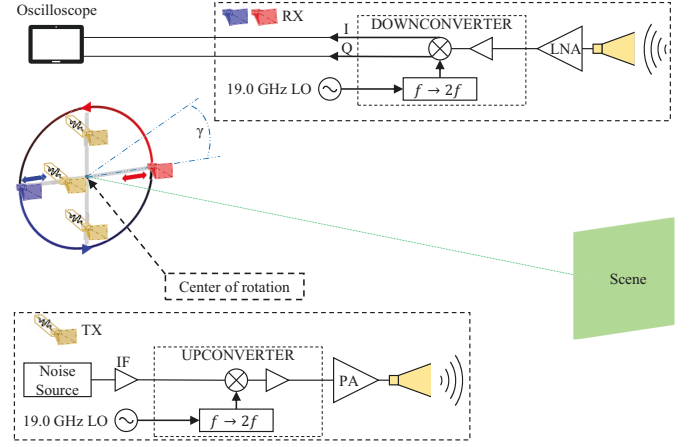 Oscilloscope
RX
DOWNCONVERTER
I
Q
LNA
19.0 GHz LO
f → 2f
γ
Center of rotation
Scene
TX
UPCONVERTER
Noise
Source
IF
PA
19.0 GHz LO
f → 2f